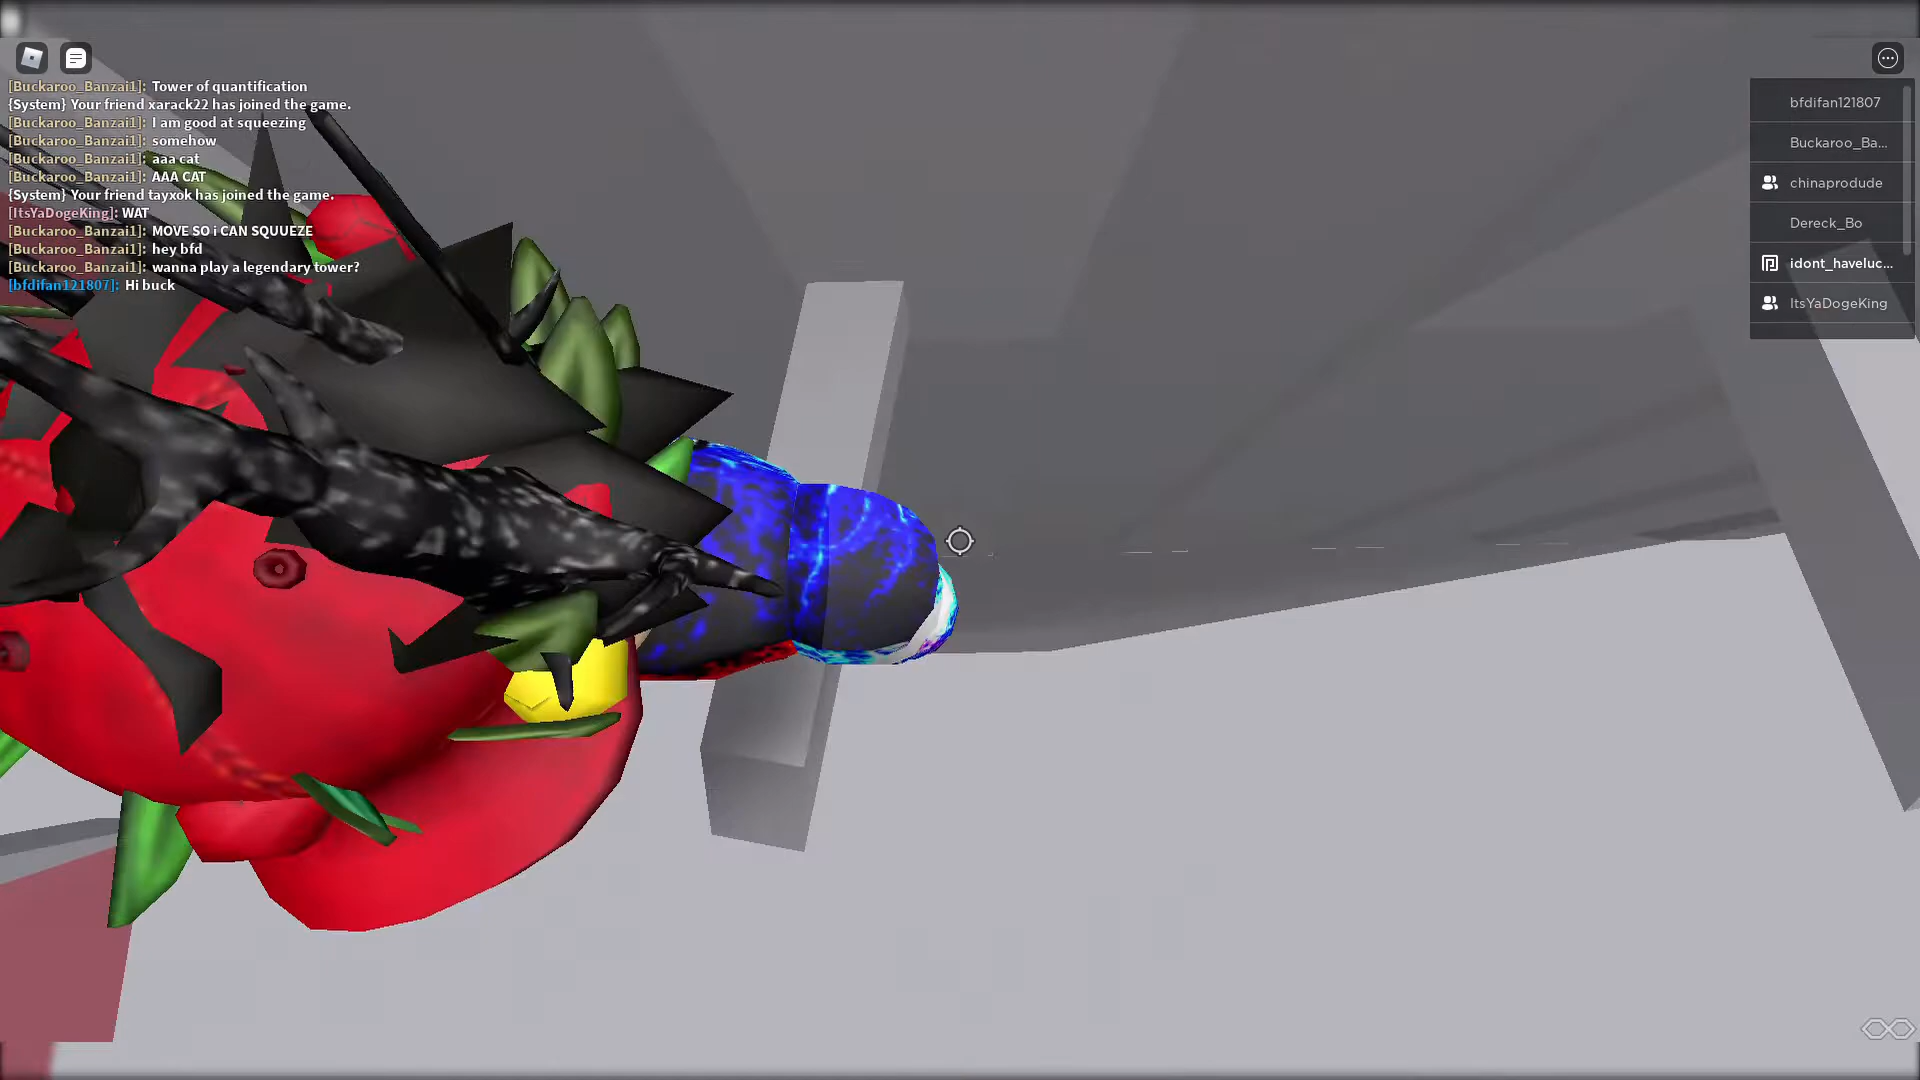 [Buckaroo_Banzai1]: Tower of quantification
{System} Your friend xarack22 has joined the game.
[Buckaroo_Banzai1]: I am good at squeezing
[Buckaroo_Banzai1]: somehow
[Buckaroo_Banzai1]: aaa cat
[Buckaroo_Banzai1]: AAA CAT
{System} Your friend tayxok has joined the game.
[ItsYaDogeKing]: WAT
[Buckaroo_Banzai1]: MOVE SO i CAN SQUUEZE
[Buckaroo_Banzai1]: hey bfd
[Buckaroo_Banzai1]: wanna play a legendary tower?
[bfdifan121807]: Hi buck
bfdifan121807
Buckaroo_Ba...
chinaprodude
Dereck_Bo
idont_haveluc...
ItsYaDogeKing